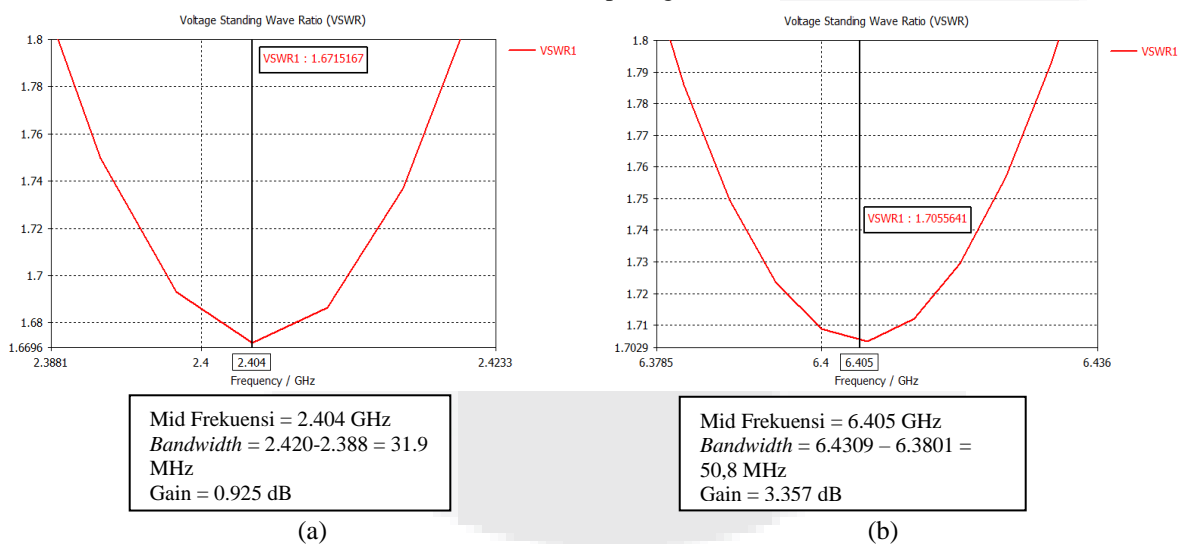 Voltage Standing Wave Ratio (VSWR)
1.8
1.78
1.76
1.74
1.72
1.7
1.68
1.6696
2.3881
2.4
2.404
2.4233
Frequency / GHz
VSWR1 : 1.6715167
VSWR1
Mid Frekuensi = 2.404 GHz
Bandwidth = 2.420-2.388 = 31.9
MHz
Gain = 0.925 dB
(a)
Voltage Standing Wave Ratio (VSWR)
1.8
1.79
1.78
1.77
1.76
1.75
1.74
1.73
1.72
1.71
1.7029
6.3785
6.4
6.405
6.436
Frequency / GHz
VSWR1 : 1.7055641
VSWR1
Mid Frekuensi = 6.405 GHz
Bandwidth = 6.4309 – 6.3801 =
50,8 MHz
Gain = 3.357 dB
(b)